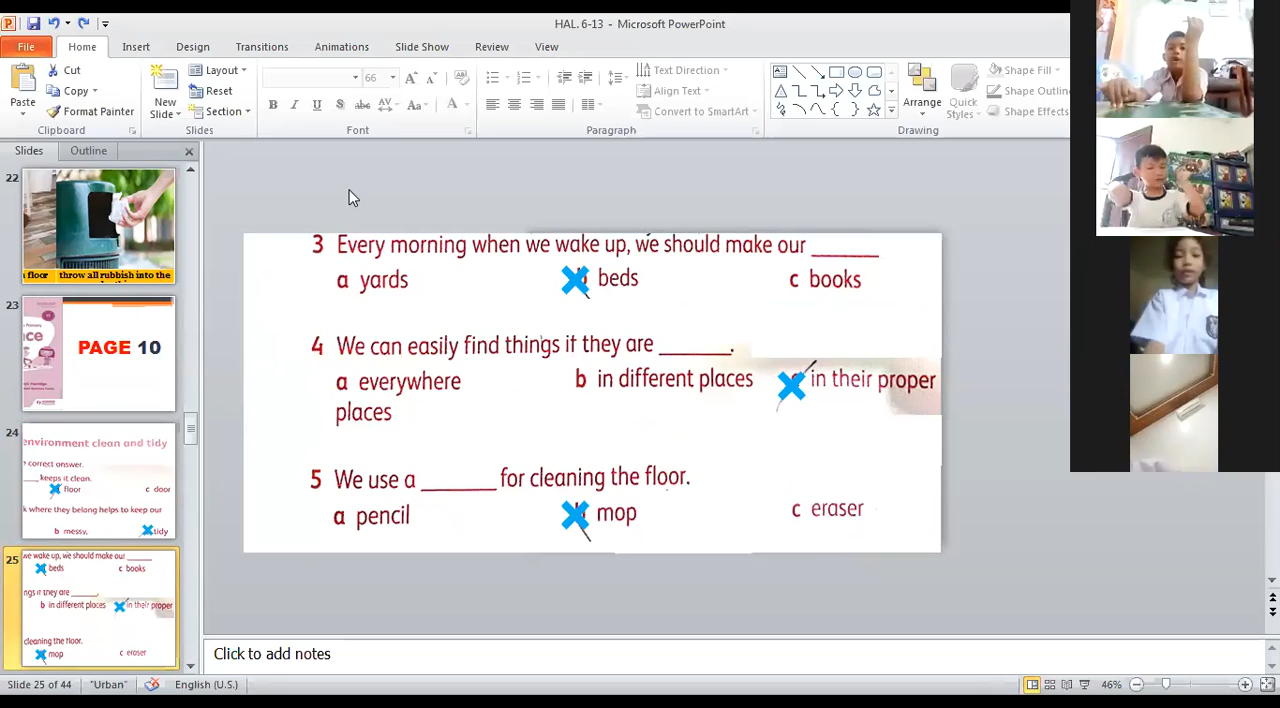 HAL. 6-13 - Microsoft PowerPoint
File Home Insert Design Transitions Animations Slide Show Review View
Paste
Cut
Copy
Format Painter
Clipboard
New Slide
Layout
Reset
Section
Slides
66
Font
Text Direction
Align Text
Convert to SmartArt
Paragraph
Arrange
Quick Styles
Shape Fill
Shape Outline
Shape Effects
Drawing
Slides Outline
22
floor throw all rubbish into the
23
PAGE 10
24
environment clean and tidy
correct answer.
keeps it clean.
floor c door
where they belong helps to keep our
b messy, tidy
25
we wake up, we should make our ______
beds c books
ngs if they are ______.
b in different places in their proper
cleaning the floor.
mop c eraser
3 Every morning when we wake up, we should make our ______
a yards b beds c books
4 We can easily find things if they are ______.
a everywhere b in different places in their proper
places
5 We use a ______ for cleaning the floor.
a pencil b mop c eraser
Click to add notes
Slide 25 of 44 "Urban" English (U.S.) 46%